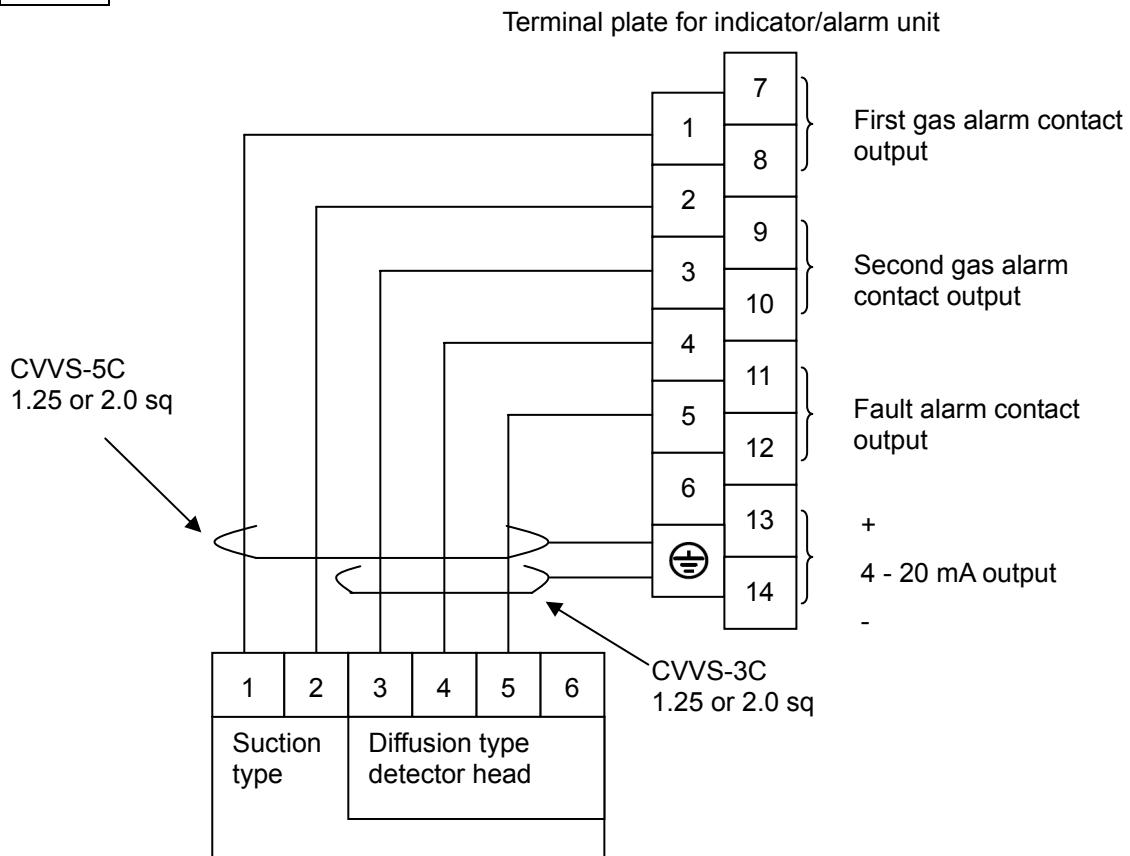 Terminal plate for indicator/alarm unit
7
First gas alarm contact
output
1
8
2
9
Second gas alarm
contact output
3
10
4
CVVS-5C
1.25 or 2.0 sq
11
Fault alarm contact
output
5
12
6
13
+
4 - 20 mA output
14
-
CVVS-3C
1.25 or 2.0 sq
1 2 3 4 5 6
Suction
type
Diffusion type
detector head